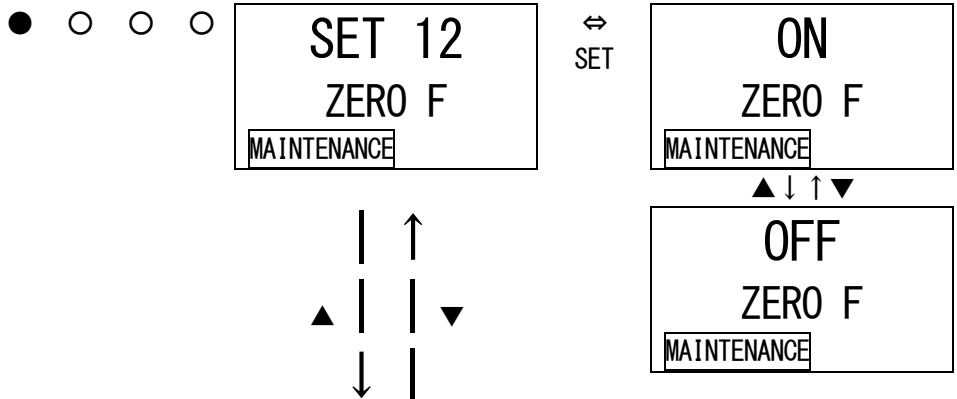 ● ○ ○ ○
SET 12
ZERO F
MAINTENANCE
⇔
SET
ON
ZERO F
MAINTENANCE
▲↓↑▼
OFF
ZERO F
MAINTENANCE
▲ ↓ ↑ ▼